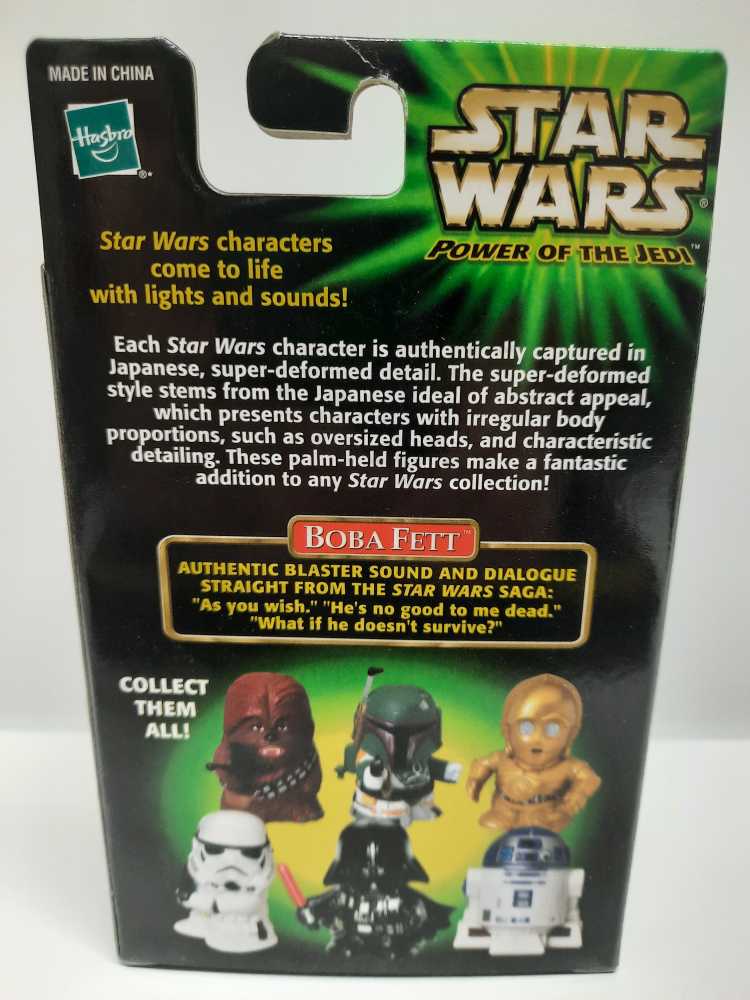 MADE IN CHINA
Hasbro
®*
STAR
WARS®
POWER OF THE JEDI™
Star Wars characters
come to life
with lights and sounds!
Each Star Wars character is authentically captured in
Japanese, super-deformed detail. The super-deformed
style stems from the Japanese ideal of abstract appeal,
which presents characters with irregular body
proportions, such as oversized heads, and characteristic
detailing. These palm-held figures make a fantastic
addition to any Star Wars collection!
BOBA FETT™
AUTHENTIC BLASTER SOUND AND DIALOGUE
STRAIGHT FROM THE STAR WARS SAGA:
"As you wish." "He's no good to me dead."
"What if he doesn't survive?"
COLLECT
THEM
ALL!